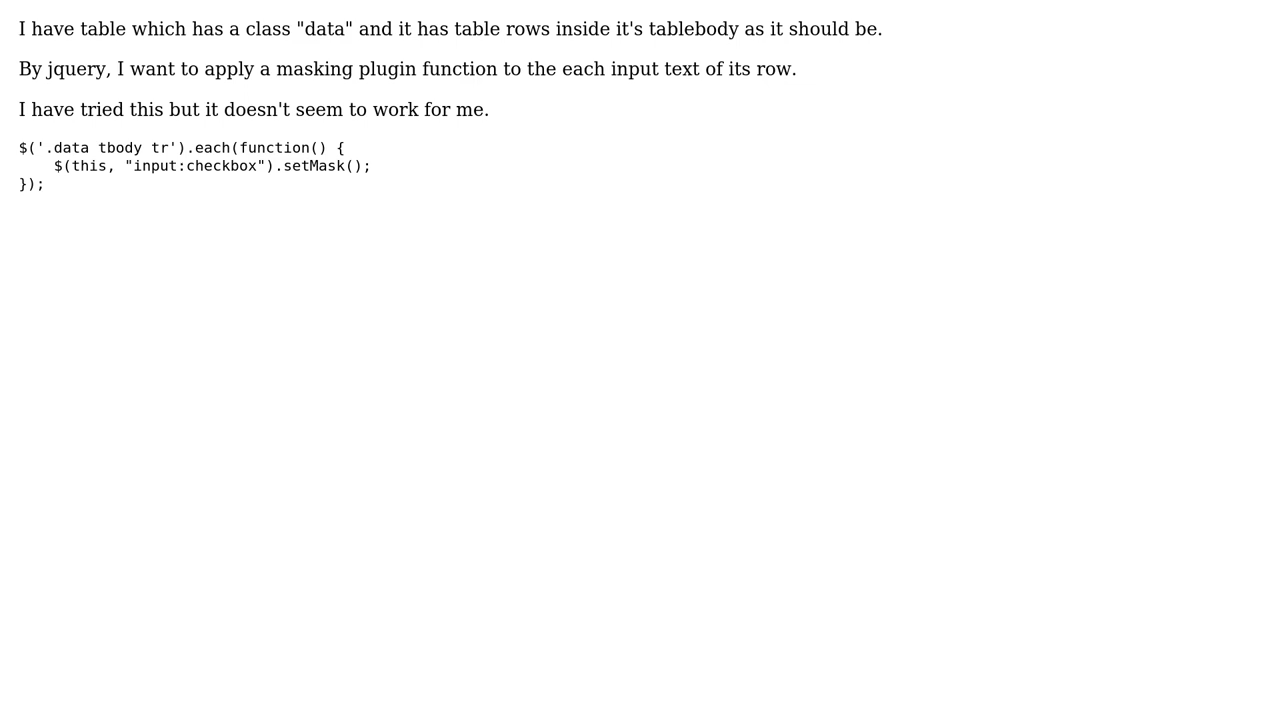 I have table which has a class "data" and it has table rows inside it's tablebody as it should be.
By jquery, I want to apply a masking plugin function to the each input text of its row.
I have tried this but it doesn't seem to work for me.
$('.data tbody tr').each(function() {
    $(this, "input:checkbox").setMask();
});